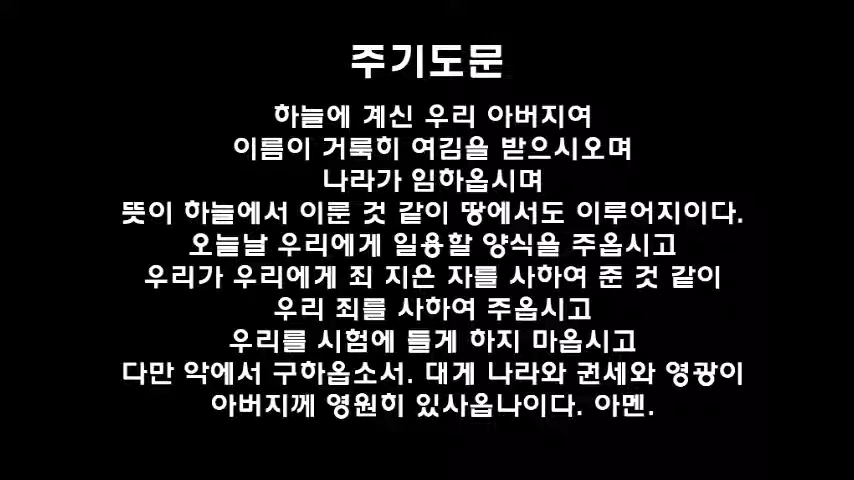 주기도문
하늘에 계신 우리 아버지여
이름이 거룩히 여김을 받으시오며
나라가 임하옵시며
뜻이 하늘에서 이룬 것 같이 땅에서도 이루어지이다.
오늘날 우리에게 일용할 양식을 주옵시고
우리가 우리에게 죄 지은 자를 사하여 준 것 같이
우리 죄를 사하여 주옵시고
우리를 시험에 들게 하지 마옵시고
다만 악에서 구하옵소서. 대게 나라와 권세와 영광이
아버지께 영원히 있사옵나이다. 아멘.